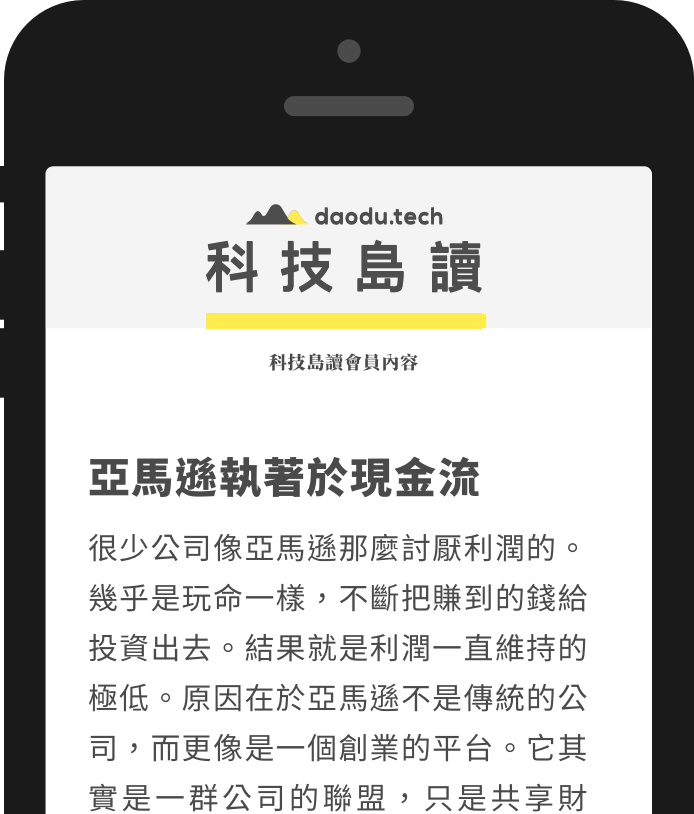 daodu.tech
科技島讀
科技島讀會員內容
亞馬遜執著於現金流
很少公司像亞馬遜那麼討厭利潤的。
幾乎是玩命一樣，不斷把賺到的錢給
投資出去。結果就是利潤一直維持的
極低。原因在於亞馬遜不是傳統的公
司，而更像是一個創業的平台。它其
實是一群公司的聯盟，只是共享財